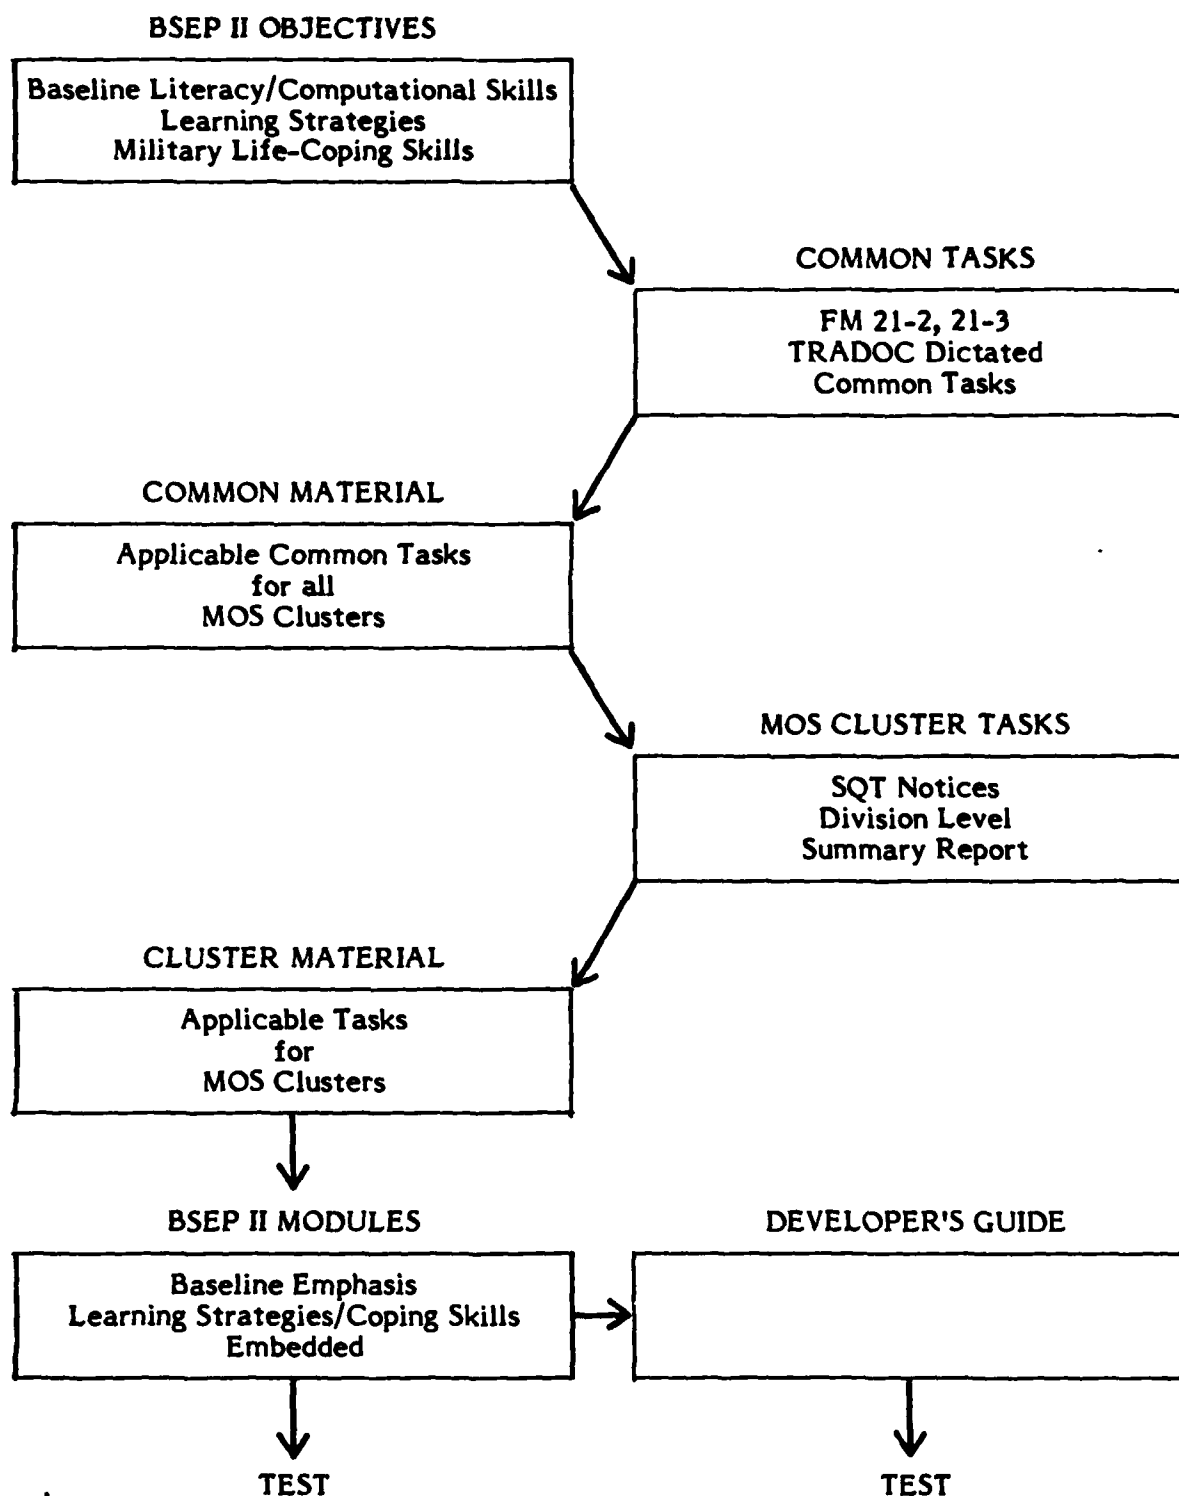 BSEP II OBJECTIVES
Baseline Literacy/Computational Skills
Learning Strategies
Military Life-Coping Skills
COMMON TASKS
FM 21-2, 21-3
TRADOC Dictated
Common Tasks
COMMON MATERIAL
Applicable Common Tasks
for all
MOS Clusters
MOS CLUSTER TASKS
SQT Notices
Division Level
Summary Report
CLUSTER MATERIAL
Applicable Tasks
for
MOS Clusters
BSEP II MODULES
DEVELOPER'S GUIDE
Baseline Emphasis
Learning Strategies/Coping Skills
Embedded
TEST
TEST